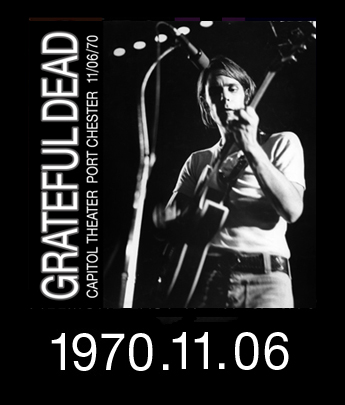 GRATEFUL DEAD
CAPITOL THEATER PORT CHESTER 11/06/70
1970.11.06